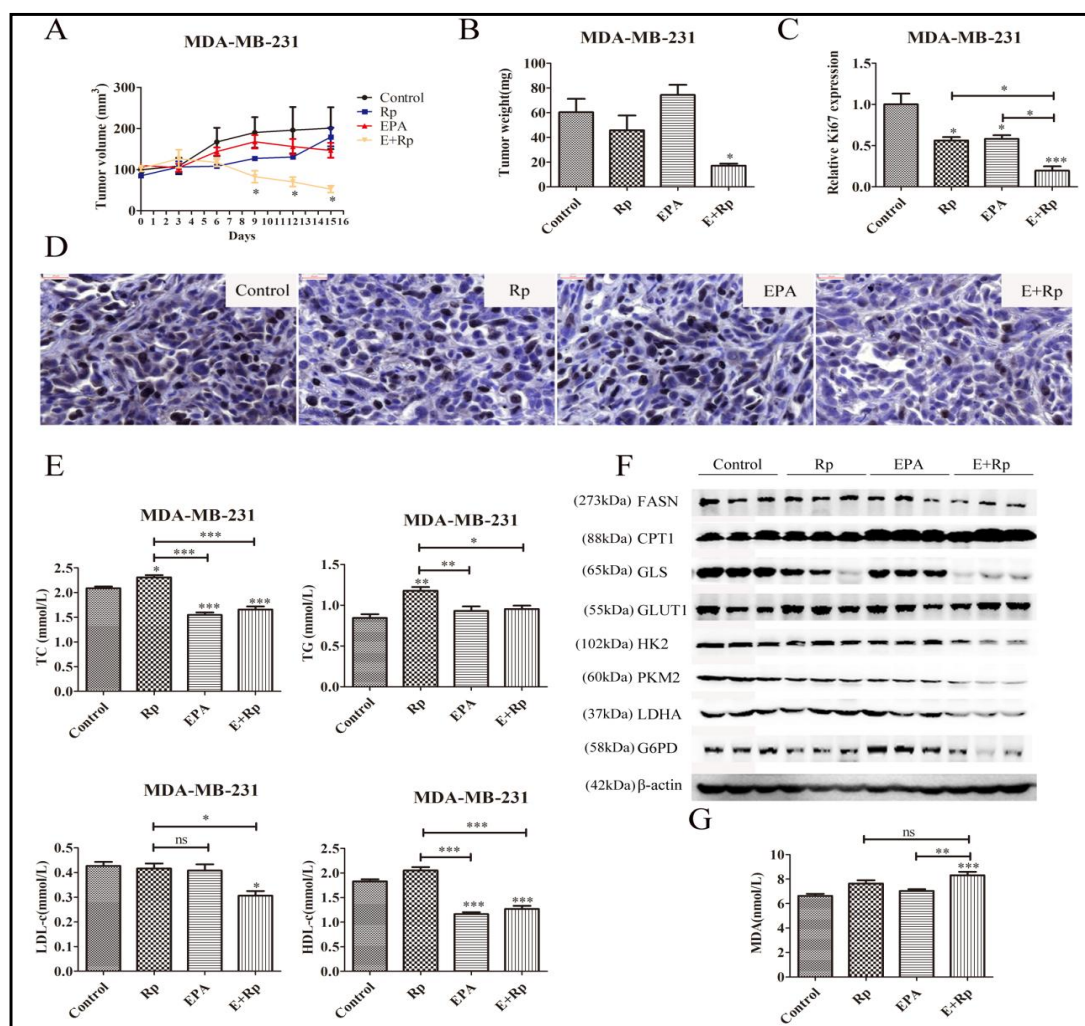 A
MDA-MB-231
Tumor volume (mm³)
300
200
100
0
0 1 2 3 4 5 6 7 8 9 10 11 12 13 14 15 16
Days
Control
Rp
EPA
E+Rp
* * *
B
MDA-MB-231
Tumor weight(mg)
100
80
60
40
20
0
*
Control Rp EPA E+Rp
C
MDA-MB-231
Relative Ki67 expression
1.5
1.0
0.5
0.0
*
*
* * ***
Control Rp EPA E+Rp
D
Control Rp EPA E+Rp
E
MDA-MB-231
TC (mmol/L)
2.5
2.0
1.5
1.0
0.5
0.0
***
***
* *** ***
Control Rp EPA E+Rp
MDA-MB-231
TG (mmol/L)
1.5
1.0
0.5
0.0
*
**
**
Control Rp EPA E+Rp
MDA-MB-231
LDL-c(mmol/L)
0.5
0.4
0.3
0.2
0.1
0.0
*
ns
*
Control Rp EPA E+Rp
MDA-MB-231
HDL-c(mmol/L)
2.5
2.0
1.5
1.0
0.5
0.0
***
***
*** ***
Control Rp EPA E+Rp
F
Control Rp EPA E+Rp
(273kDa) FASN
(88kDa) CPT1
(65kDa) GLS
(55kDa) GLUT1
(102kDa) HK2
(60kDa) PKM2
(37kDa) LDHA
(58kDa) G6PD
(42kDa) β-actin
G
MDA(nmol/L)
10
8
6
4
2
0
ns
**
***
Control Rp EPA E+Rp